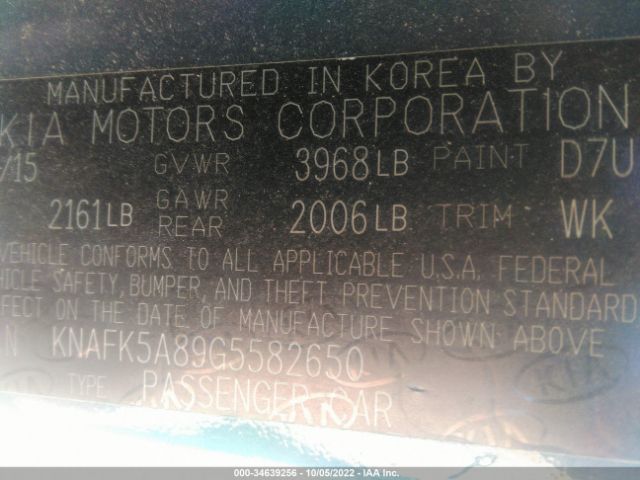 MANUFACTURED IN KOREA BY
KIA MOTORS CORPORATION
/15 GVWR 3968LB PAINT D7U
2161LB GAWR REAR 2006LB TRIM WK
VEHICLE CONFORMS TO ALL APPLICABLE U.S.A. FEDERAL
HICLE SAFETY, BUMPER AND THEFT PREVENTION STANDARD
FFECT ON THE DATE OF MANUFACTURE SHOWN ABOVE
N KNAFK5A89G5582650
TYPE PASSENGER CAR
000-34639256 - 10/05/2022 - IAA Inc.